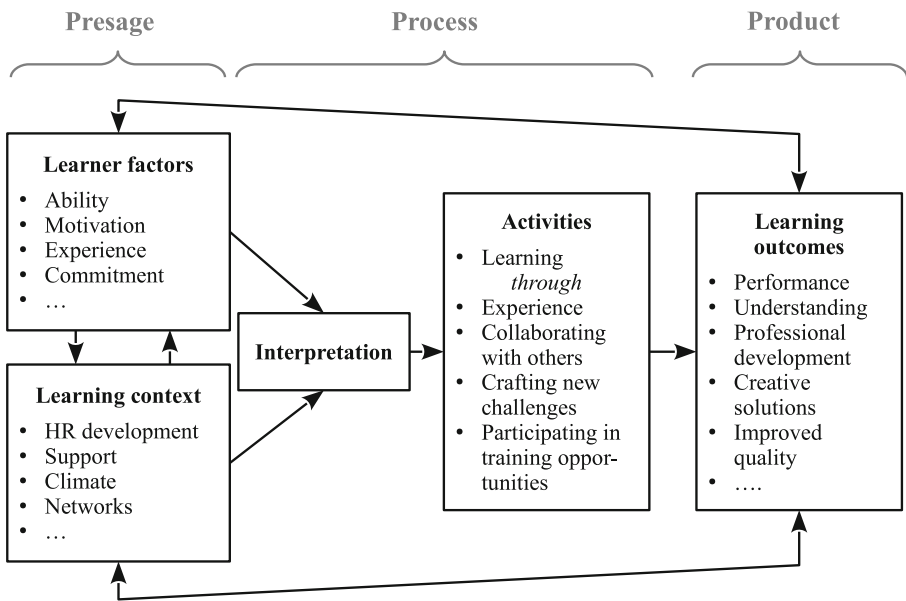 Presage
Process
Product
Learner factors
• Ability
• Motivation
• Experience
• Commitment
• …
Learning context
• HR development
• Support
• Climate
• Networks
• …
Interpretation
Activities
• Learning
through
• Experience
• Collaborating
with others
• Crafting new
challenges
• Participating in
training oppor-
tunities
Learning
outcomes
• Performance
• Understanding
• Professional
development
• Creative
solutions
• Improved
quality
• ….